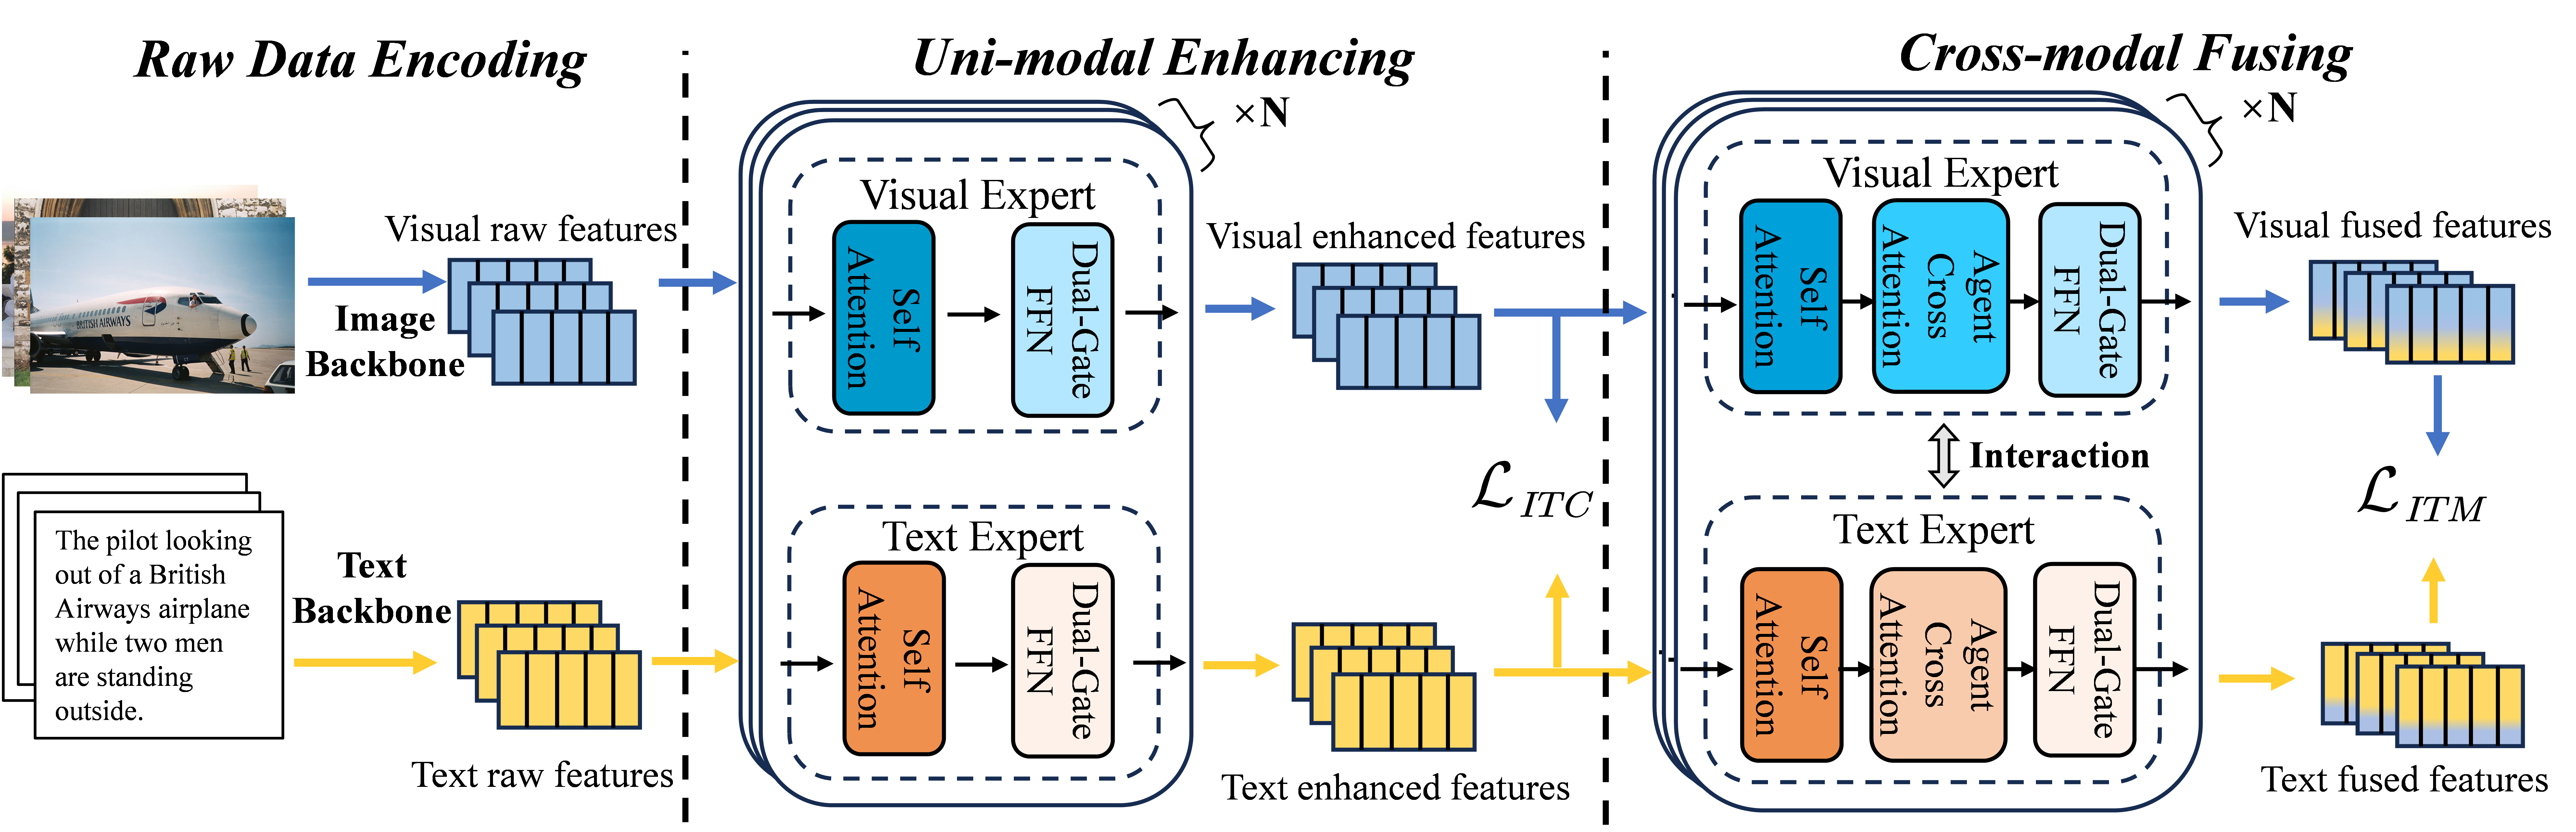 Raw Data Encoding
Uni-modal Enhancing
Cross-modal Fusing
×N
×N
Visual raw features
Image
Backbone
BRITISH AIRWAYS
Visual Expert
Self
Attention
Dual-Gate
FFN
Visual enhanced features
Visual Expert
Self
Attention
Agent
Cross
Attention
Dual-Gate
FFN
Visual fused features
Interaction
ℒ_ITC
ℒ_ITM
The pilot looking
out of a British
Airways airplane
while two men
are standing
outside.
Text
Backbone
Text raw features
Text Expert
Self
Attention
Dual-Gate
FFN
Text enhanced features
Text Expert
Self
Attention
Agent
Cross
Attention
Dual-Gate
FFN
Text fused features